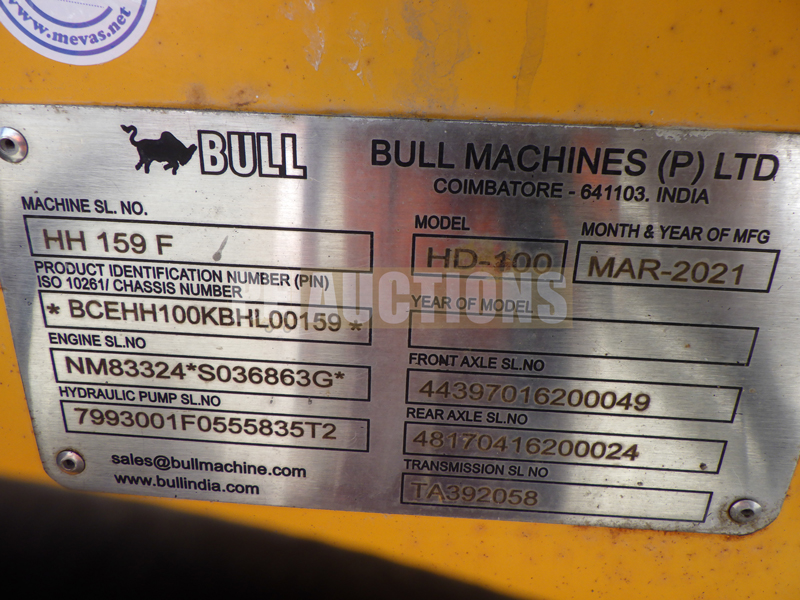 www.mevas.net
BULL
BULL MACHINES (P) LTD
COIMBATORE - 641103. INDIA
MACHINE SL. NO.
HH 159 F
MODEL
HD-100
MONTH & YEAR OF MFG
MAR-2021
PRODUCT IDENTIFICATION NUMBER (PIN)
ISO 10261/ CHASSIS NUMBER
* BCEHH100KBHL00159 *
YEAR OF MODEL
ENGINE SL.NO
NM83324*S036863G*
FRONT AXLE SL.NO
44397016200049
HYDRAULIC PUMP SL.NO
7993001F0555835T2
REAR AXLE SL.NO
48170416200024
TRANSMISSION SL NO
TA392058
sales@bullmachine.com
www.bullindia.com
AUCTIONS